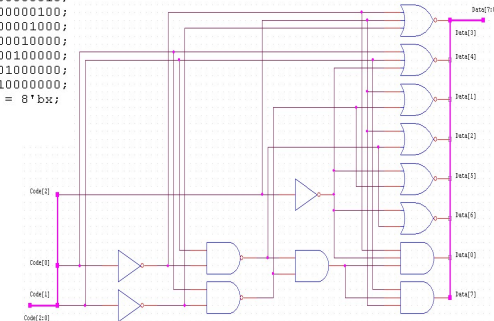 00000100;
00001000;
00010000;
00100000;
01000000;
10000000;
= 8'bx;
Data[7:0
Data[3]
Data[4]
Data[1]
Data[2]
Data[5]
Code[2]
Data[6]
Data[0]
Code[0]
Code[1]
Data[7]
Code[2:0]